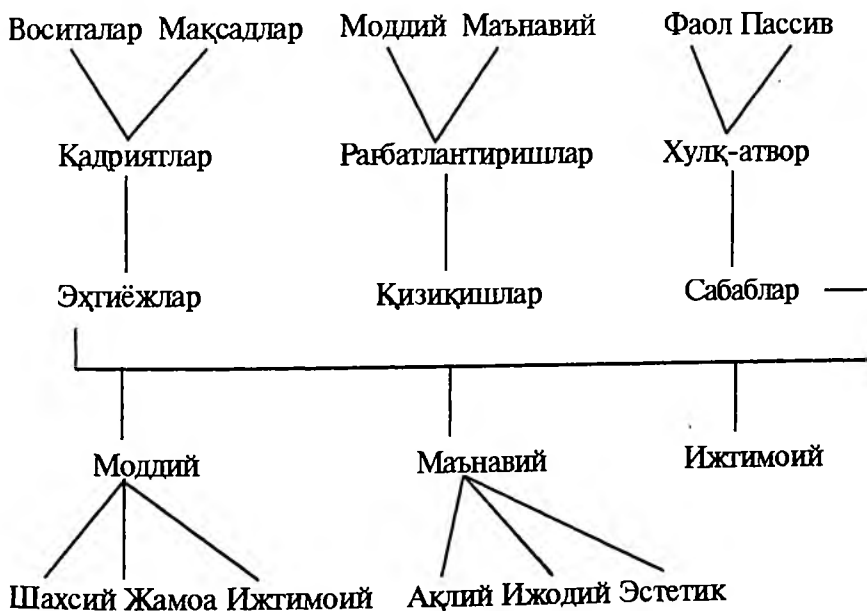 Воситалар Мақсадлар Моддий Маънавий Фаол Пассив
Қадриятлар Рағбатлантиришлар Хулқ-атвор
Эҳтиёжлар Қизиқишлар Сабаблар
Моддий Маънавий Ижтимоий
Шахсий Жамоа Ижтимоий Ақлий Ижодий Эстетик